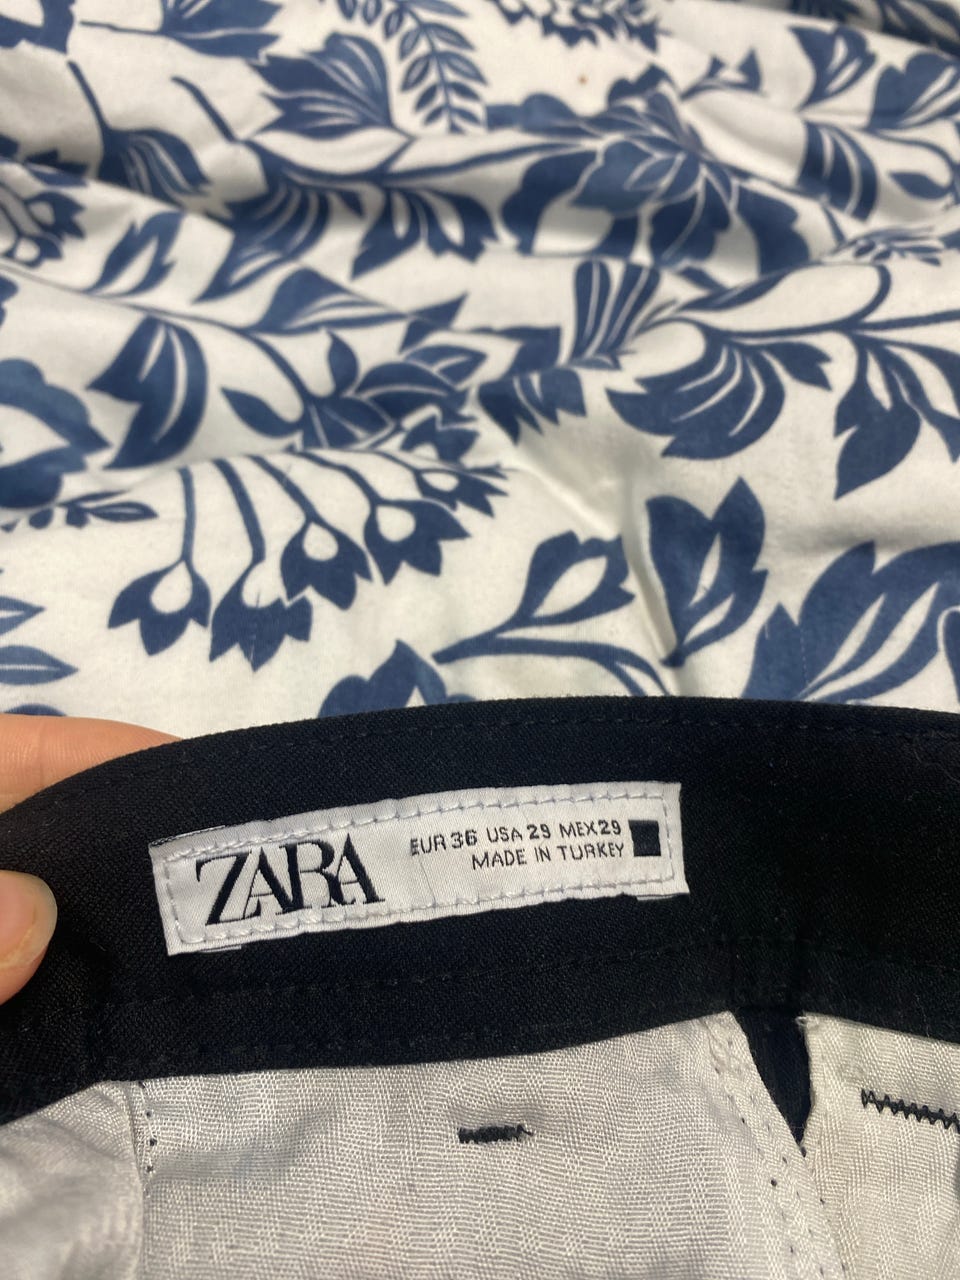 ZARA
EUR 36 USA 29 MEX 29
MADE IN TURKEY